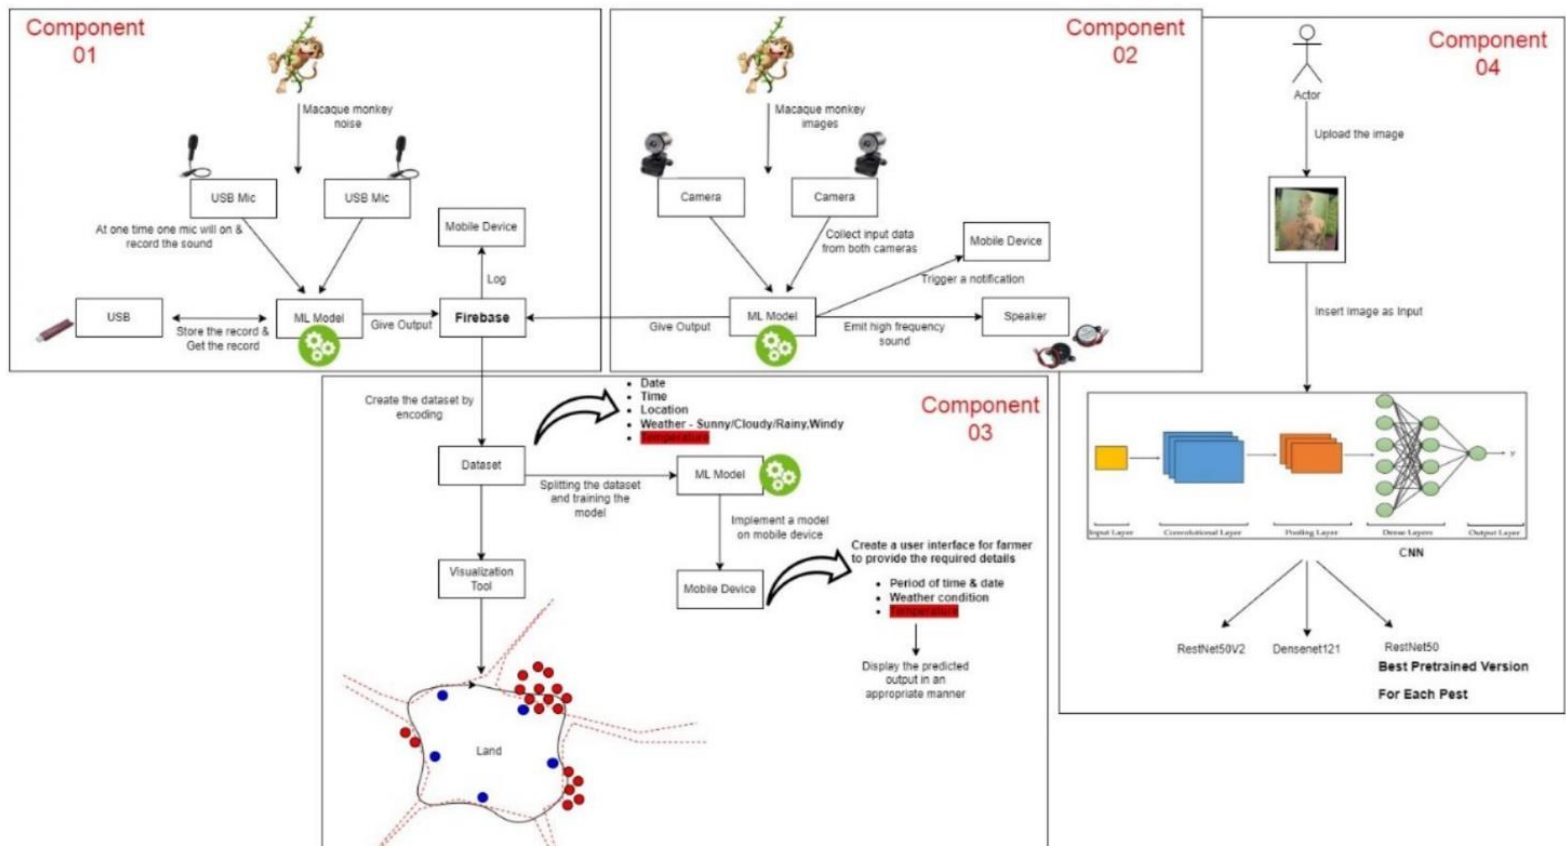 Component
01
Macaque monkey
noise
USB Mic
USB Mic
At one time one mic will on &
record the sound
Mobile Device
Log
USB
Store the record &
Get the record
ML Model
Give Output
Firebase
Component
02
Macaque monkey
images
Camera
Camera
Collect input data
from both cameras
Mobile Device
Trigger a notification
Give Output
ML Model
Emit high frequency
sound
Speaker
Component
03
Create the dataset by
encoding
• Date
• Time
• Location
• Weather - Sunny/Cloudy/Rainy,Windy
• Temperature
Dataset
Splitting the dataset
and training the
model
ML Model
Implement a model
on mobile device
Visualization
Tool
Mobile Device
Create a user interface for farmer
to provide the required details
• Period of time & date
• Weather condition
• Temperature
Display the predicted
output in an
appropriate manner
Land
Component
04
Actor
Upload the image
Insert Image as Input
y
Input Layer
Convolutional Layer
Pooling Layer
Dense Layers
Output Layer
CNN
RestNet50V2
Densenet121
RestNet50
Best Pretrained Version
For Each Pest